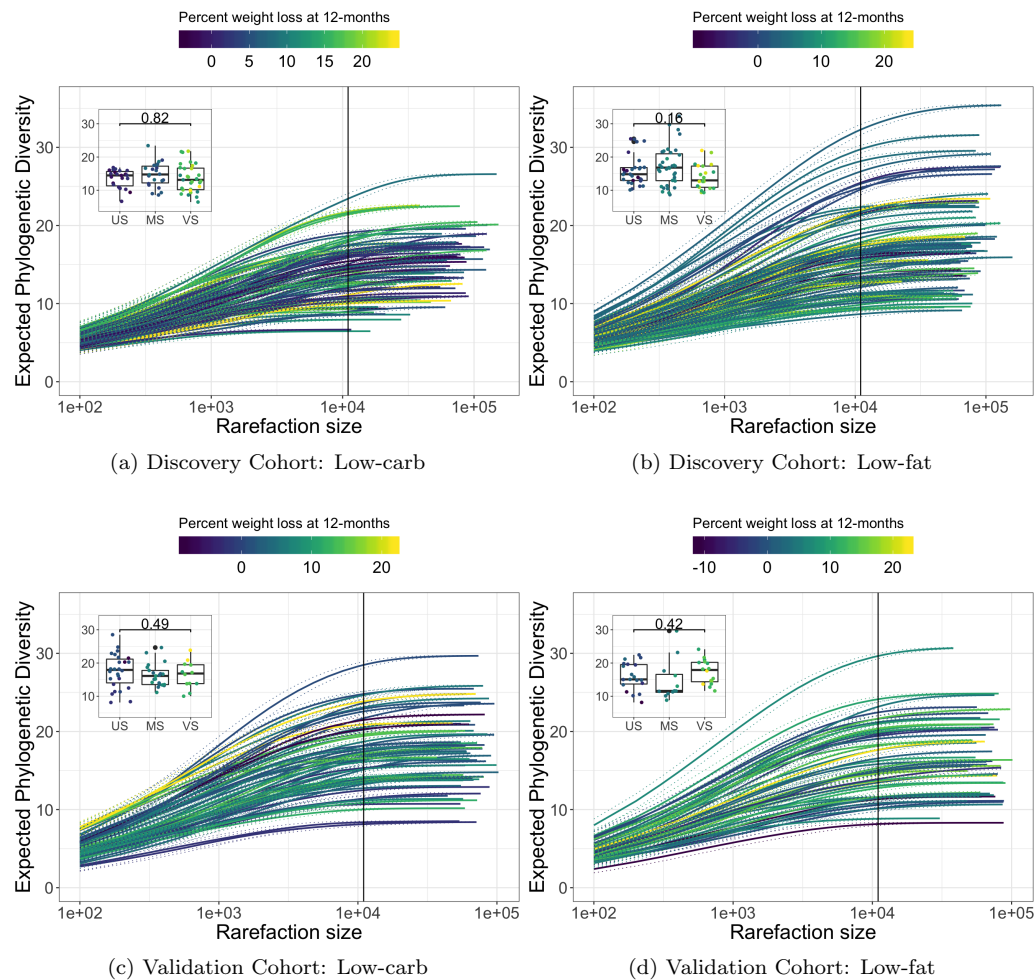 Percent weight loss at 12-months
0 5 10 15 20
Expected Phylogenetic Diversity
30
20
10
0
0.82
30
20
10
US MS VS
1e+02 1e+03 1e+04 1e+05
Rarefaction size
(a) Discovery Cohort: Low-carb
Percent weight loss at 12-months
0 10 20
Expected Phylogenetic Diversity
30
20
10
0
0.16
30
20
10
US MS VS
1e+02 1e+03 1e+04 1e+05
Rarefaction size
(b) Discovery Cohort: Low-fat
Percent weight loss at 12-months
0 10 20
Expected Phylogenetic Diversity
30
20
10
0
0.49
30
20
10
US MS VS
1e+02 1e+03 1e+04 1e+05
Rarefaction size
(c) Validation Cohort: Low-carb
Percent weight loss at 12-months
-10 0 10 20
Expected Phylogenetic Diversity
30
20
10
0
0.42
30
20
10
US MS VS
1e+02 1e+03 1e+04 1e+05
Rarefaction size
(d) Validation Cohort: Low-fat